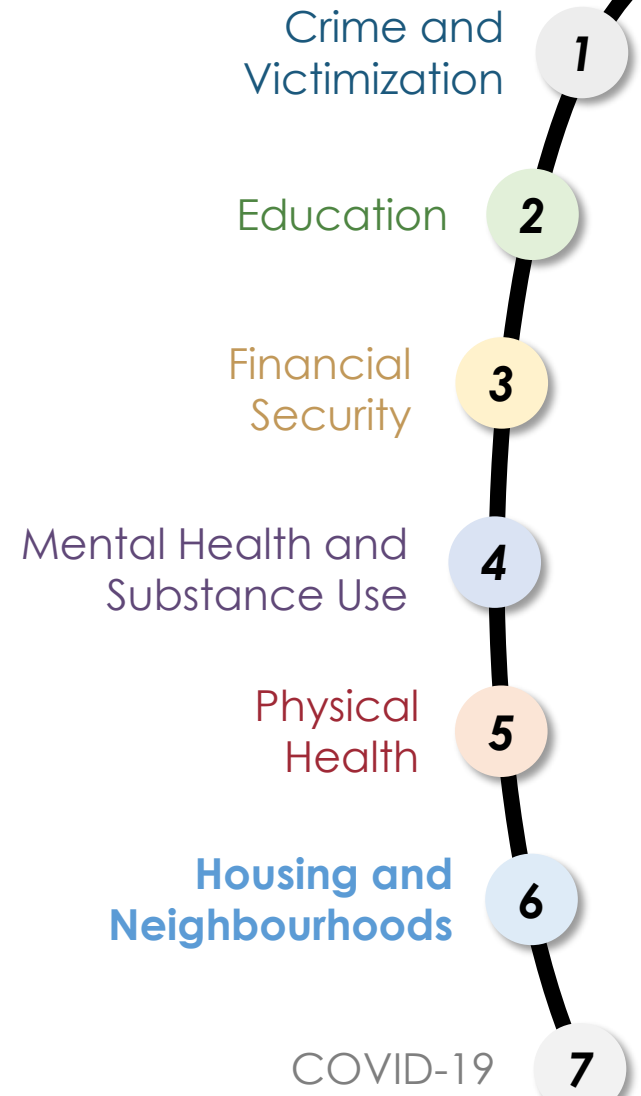 Crime and
Victimization
1
Education
2
Financial
Security
3
Mental Health and
Substance Use
4
Physical
Health
5
Housing and
Neighbourhoods
6
COVID-19
7